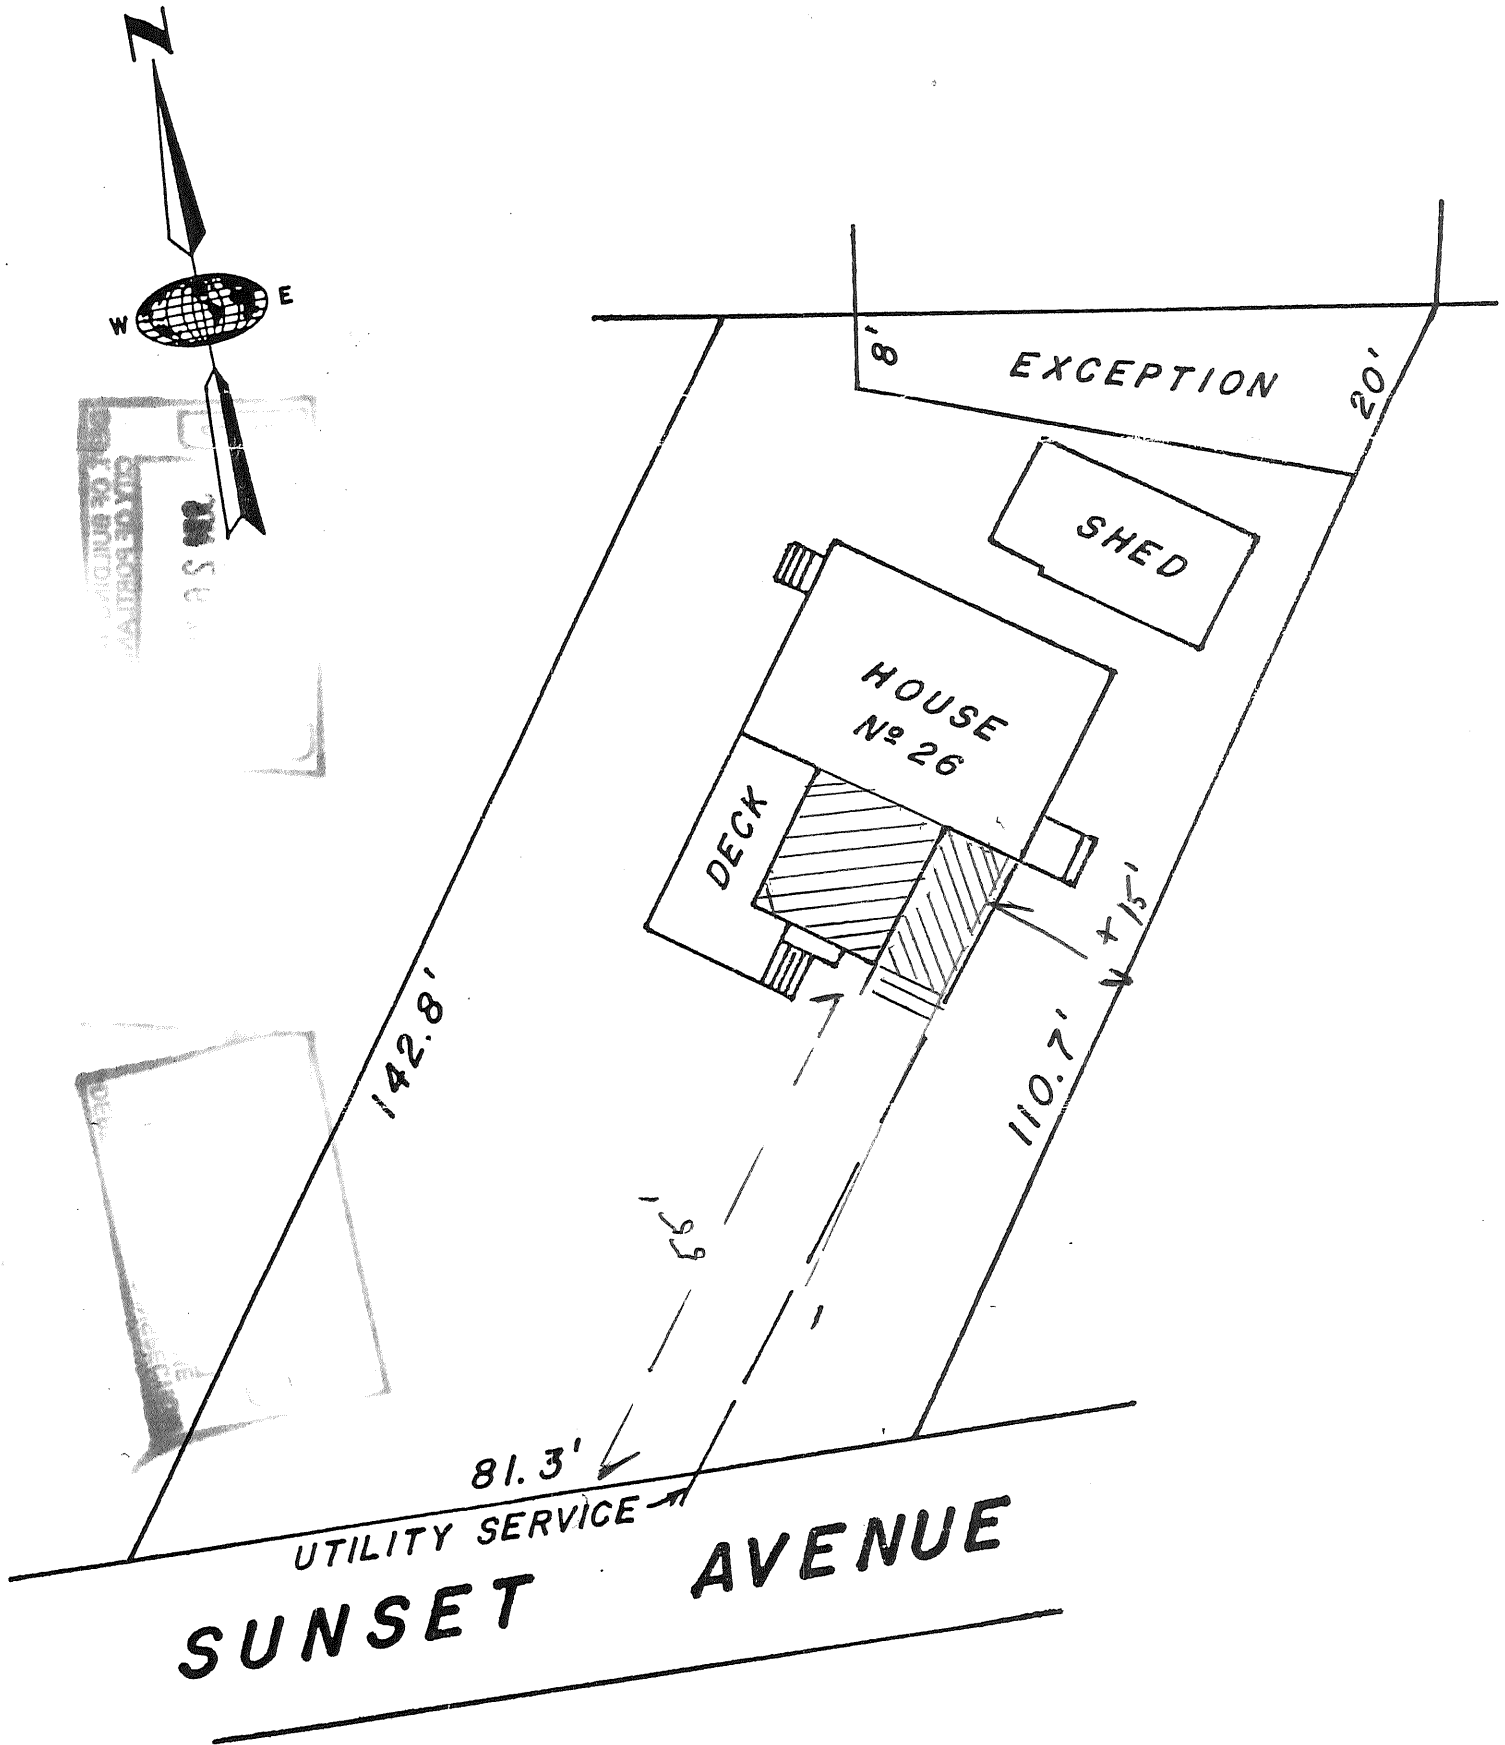 N
W E
8'
EXCEPTION
20'
SHED
HOUSE
Nº 26
DECK
± 15'
142.8'
110.7'
66'
81.3'
UTILITY SERVICE
SUNSET AVENUE